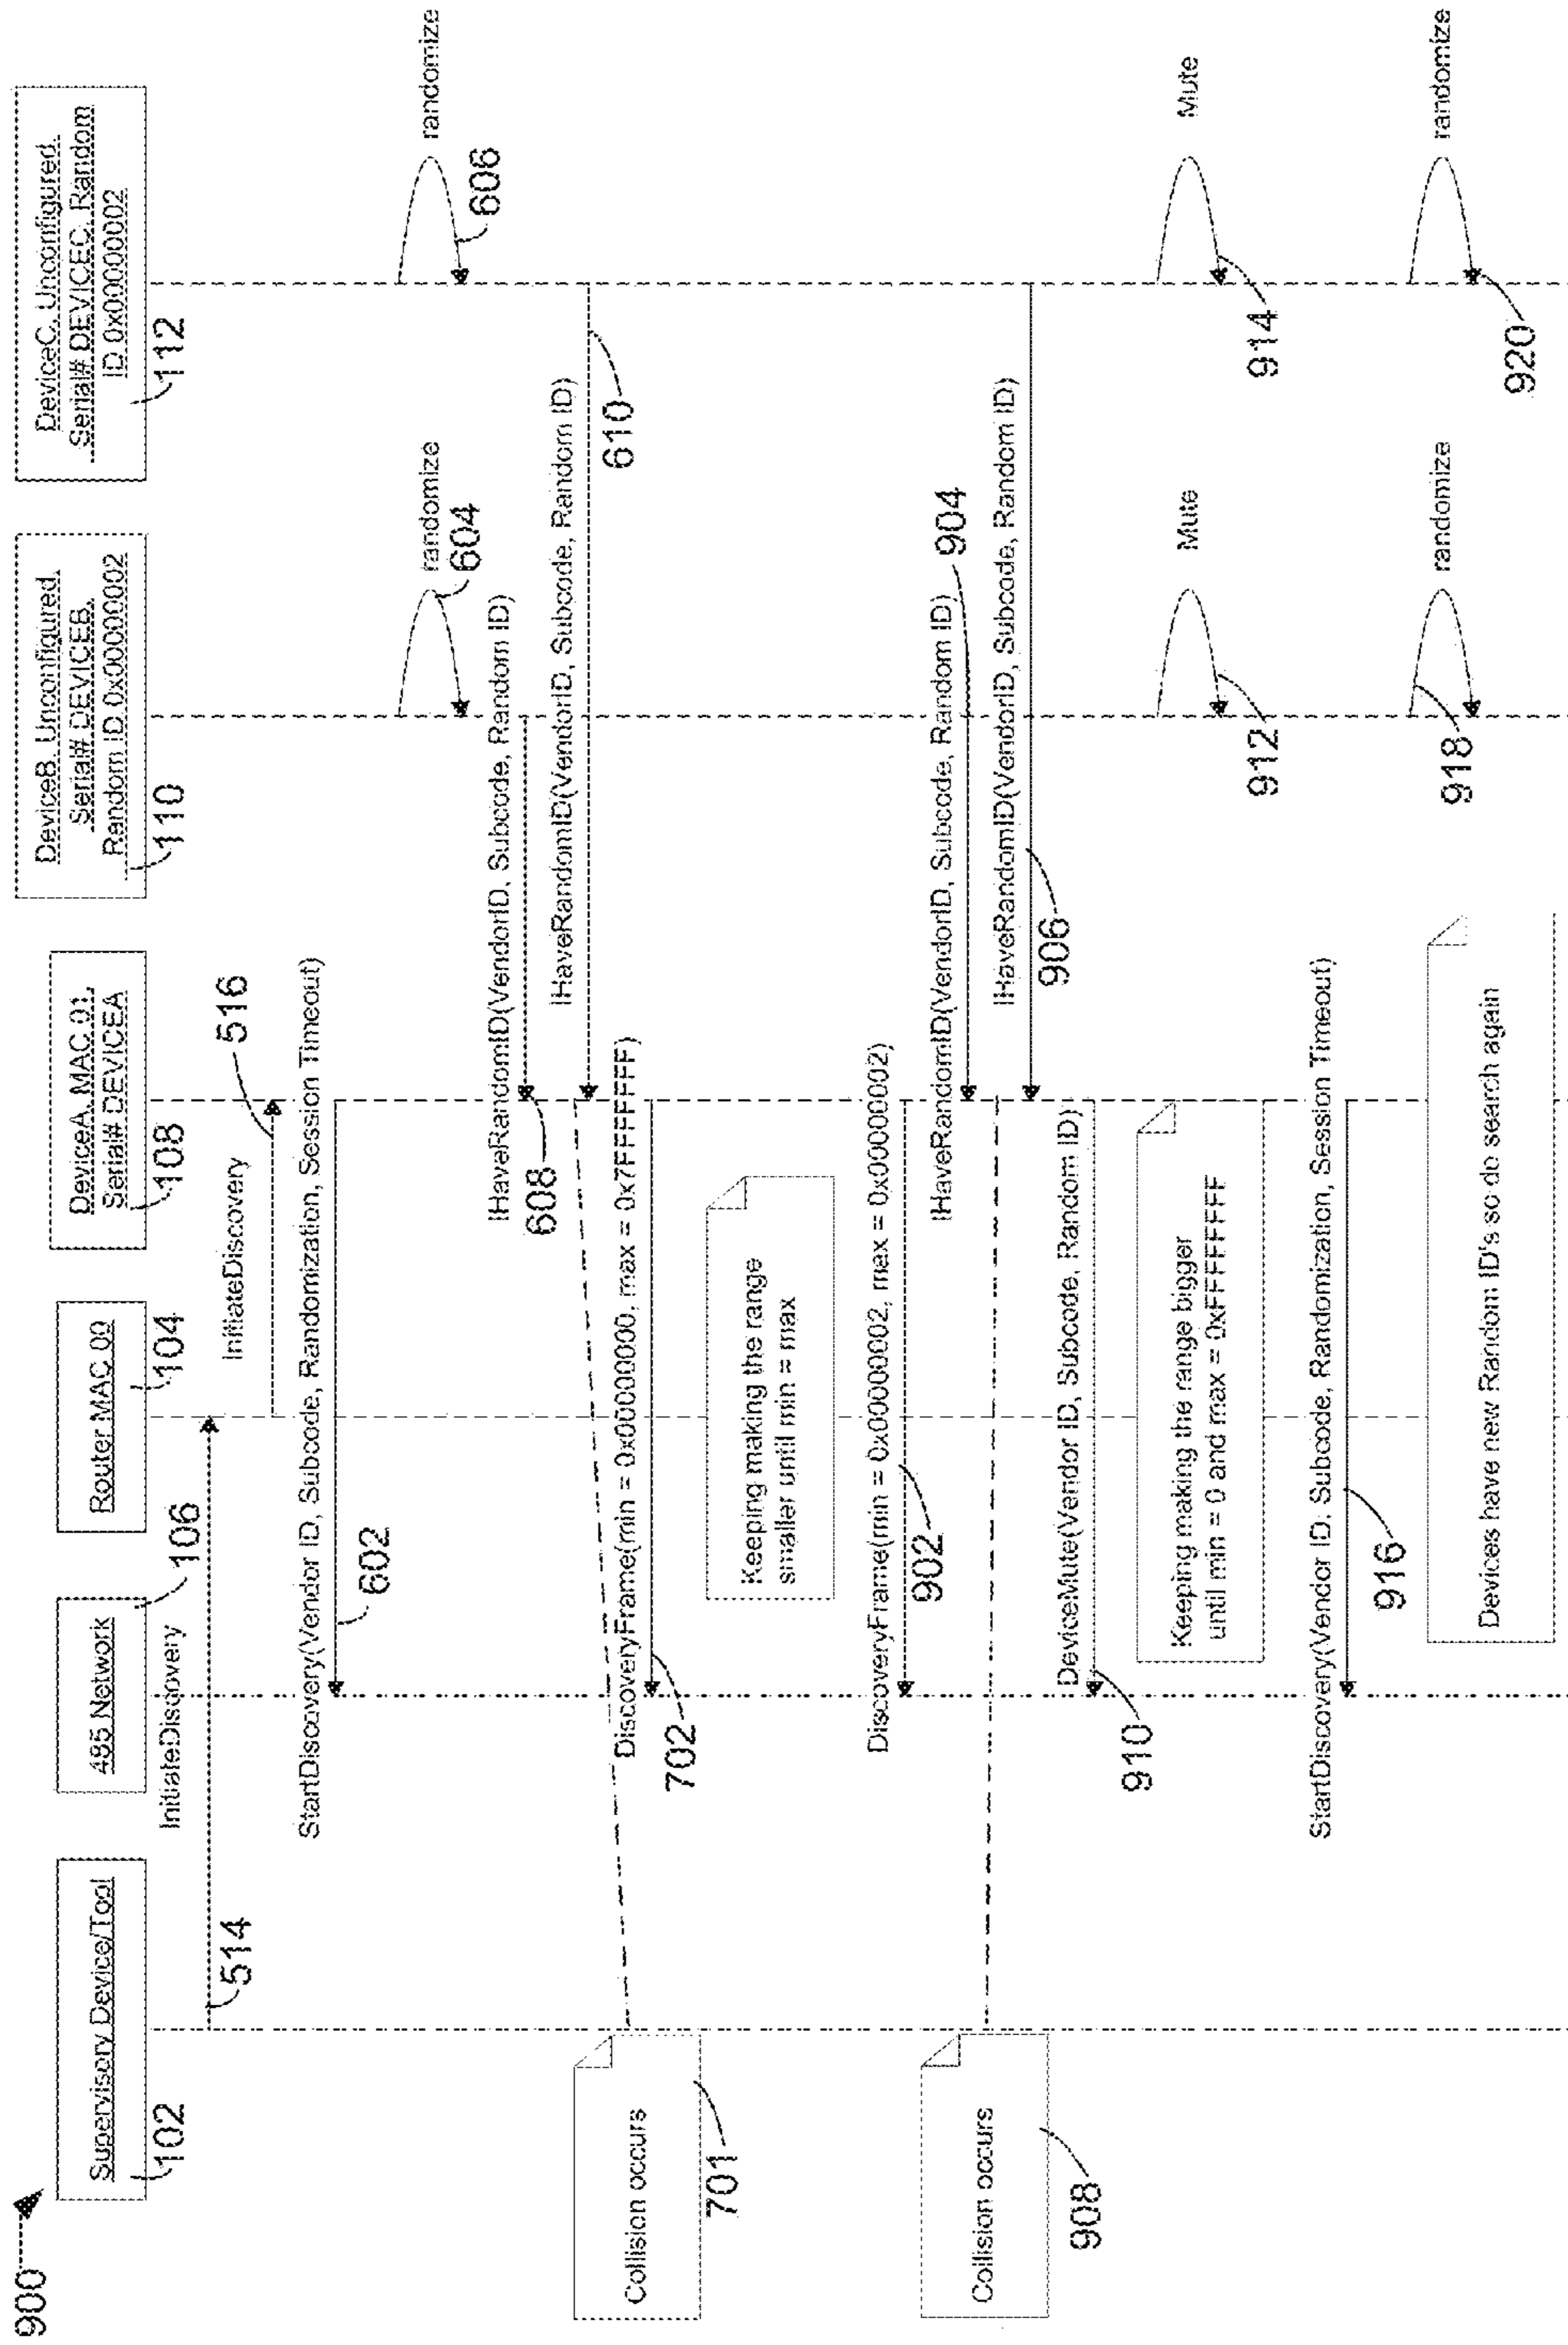 900
Supervisory Device/Tool
102
485 Network
106
Router MAC 00
104
DeviceA, MAC 01,
Serial# DEVICEA
108
DeviceB, Unconfigured,
Serial# DEVICEB,
Random ID 0x00000002
110
DeviceC, Unconfigured,
Serial# DEVICEC, Random
ID 0x00000002
112
InitiateDiscovery
514
InitiateDiscovery
516
StartDiscovery(Vendor ID, Subcode, Randomization, Session Timeout)
602
randomize
604
randomize
606
IHaveRandomID(VendorID, Subcode, Random ID)
608
IHaveRandomID(VendorID, Subcode, Random ID)
610
Collision occurs
701
DiscoveryFrame(min = 0x00000000, max = 0x7FFFFFFF)
702
Keeping making the range
smaller until min = max
DiscoveryFrame(min = 0x00000002, max = 0x00000002)
902
IHaveRandomID(VendorID, Subcode, Random ID)
904
IHaveRandomID(VendorID, Subcode, Random ID)
906
Collision occurs
908
DeviceMute(Vendor ID, Subcode, Random ID)
910
Mute
912
Mute
914
Keeping making the range bigger
until min = 0 and max = 0xFFFFFFFF
StartDiscovery(Vendor ID, Subcode, Randomization, Session Timeout)
916
randomize
918
randomize
920
Devices have new Random ID's so do search again